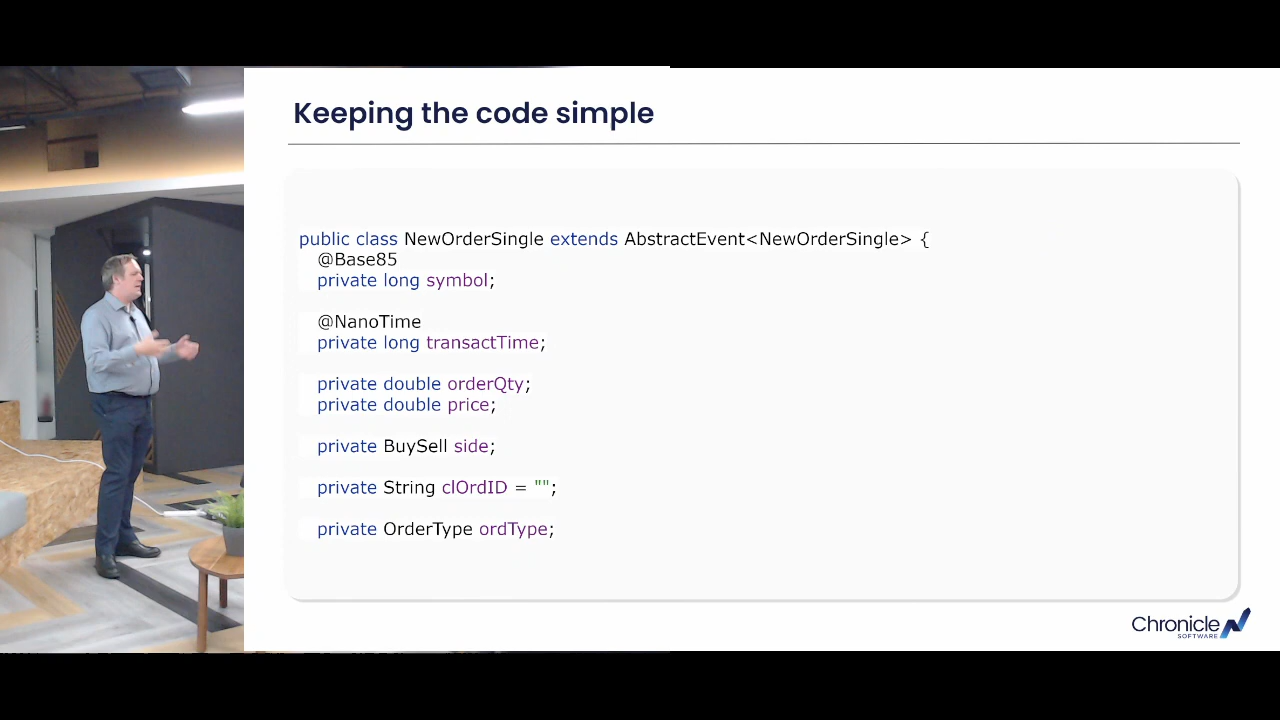 Keeping the code simple
public class NewOrderSingle extends AbstractEvent<NewOrderSingle> {
@Base85
private long symbol;
@NanoTime
private long transactTime;
private double orderQty;
private double price;
private BuySell side;
private String clOrdID = "";
private OrderType ordType;
Chronicle
SOFTWARE